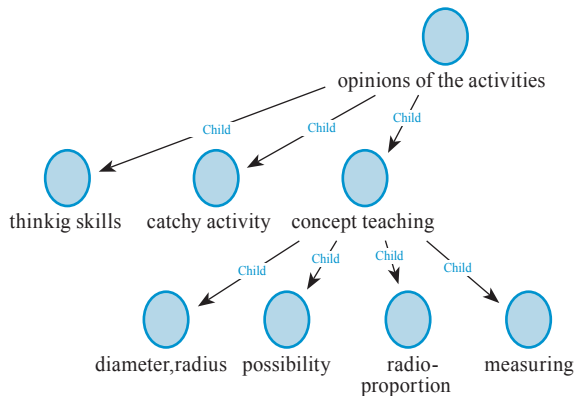 opinions of the activities
Child
Child
Child
thinkig skills
catchy activity
concept teaching
Child
Child
Child
Child
diameter,radius
possibility
radio-
proportion
measuring